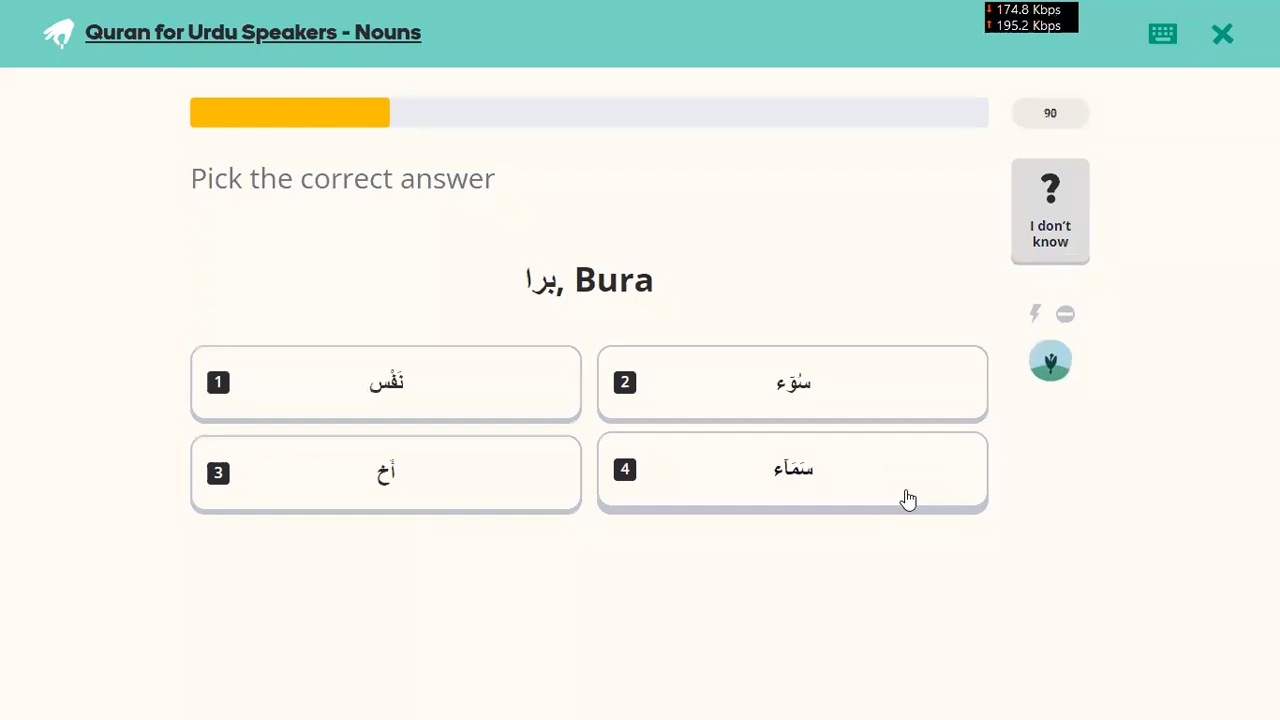 Quran for Urdu Speakers - Nouns
174.8 Kbps
195.2 Kbps
90
Pick the correct answer
?
I don't know
برا, Bura
1 نَفْس
2 سُوٓء
3 أَخ
4 سَمَآء